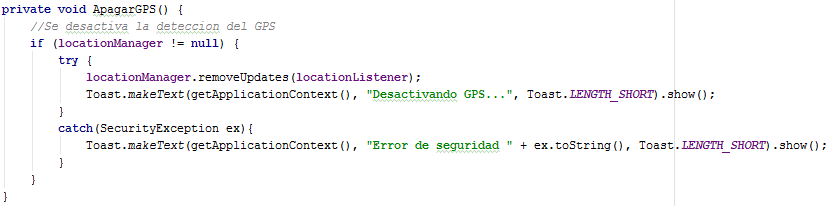 private void ApagarGPS() {
//Se desactiva la deteccion del GPS
if (locationManager != null) {
try {
locationManager.removeUpdates(locationListener);
Toast.makeText(getApplicationContext(), "Desactivando GPS...", Toast.LENGTH_SHORT).show();
}
catch(SecurityException ex){
Toast.makeText(getApplicationContext(), "Error de seguridad " + ex.toString(), Toast.LENGTH_SHORT).show();
}
}
}